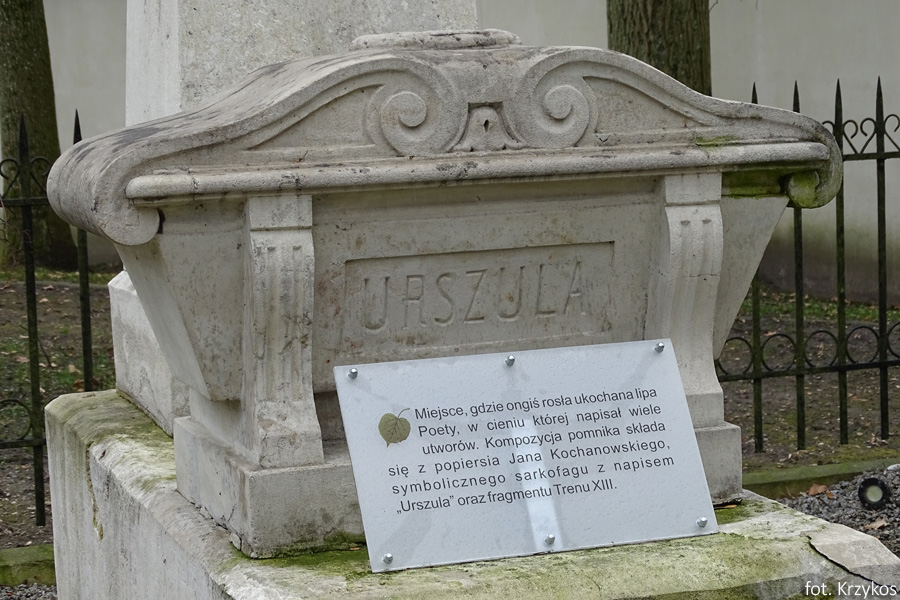 URSZULA
Miejsce, gdzie ongiś rosła ukochana lipa
Poety, w cieniu której napisał wiele
utworów. Kompozycja pomnika składa
się z popiersia Jana Kochanowskiego,
symbolicznego sarkofagu z napisem
„Urszula” oraz fragmentu Trenu XIII.
fot. Krzykos